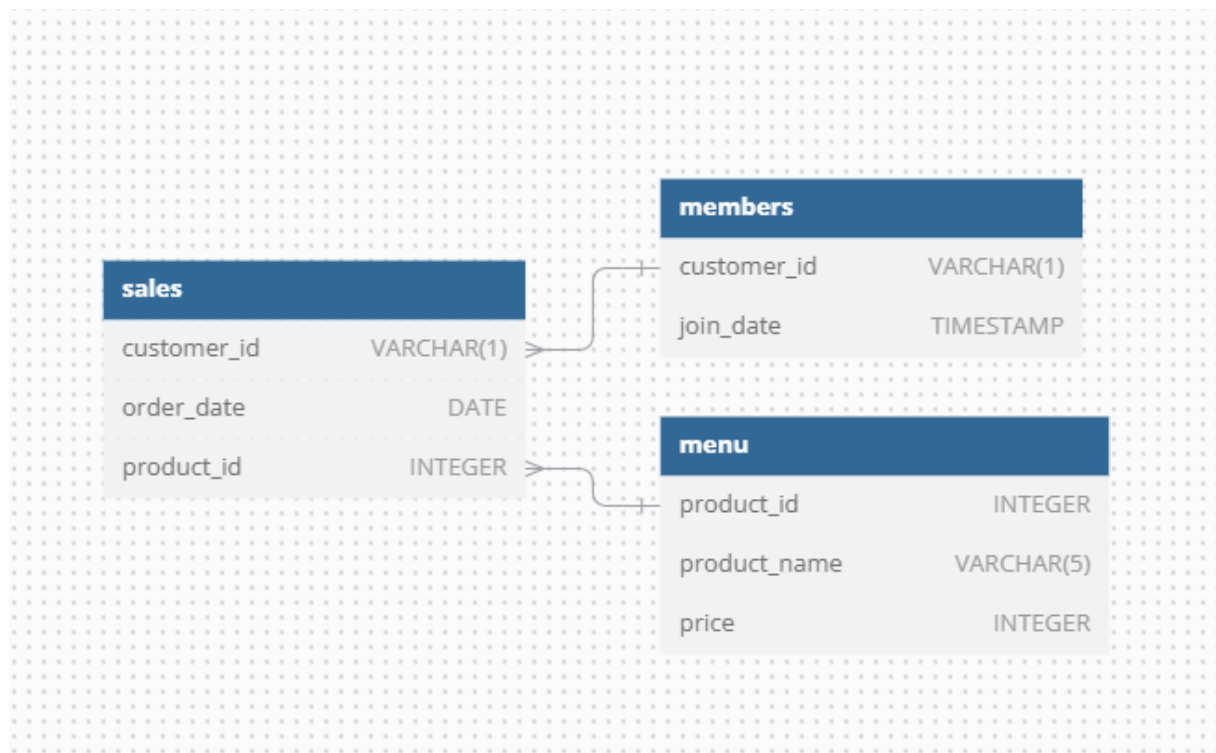 sales
customer_id VARCHAR(1)
order_date DATE
product_id INTEGER
members
customer_id VARCHAR(1)
join_date TIMESTAMP
menu
product_id INTEGER
product_name VARCHAR(5)
price INTEGER